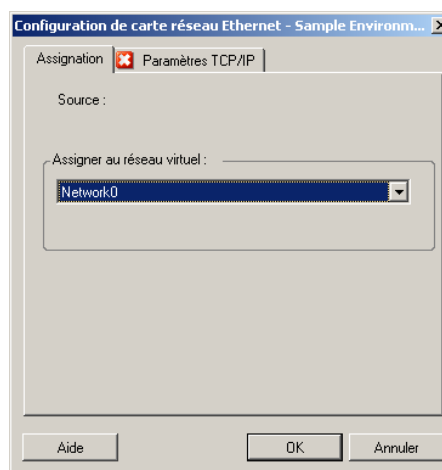 Configuration de carte réseau Ethernet - Sample Environm...
Assignation
Paramètres TCP/IP
Source :
Assigner au réseau virtuel :
Network0
Aide
OK
Annuler